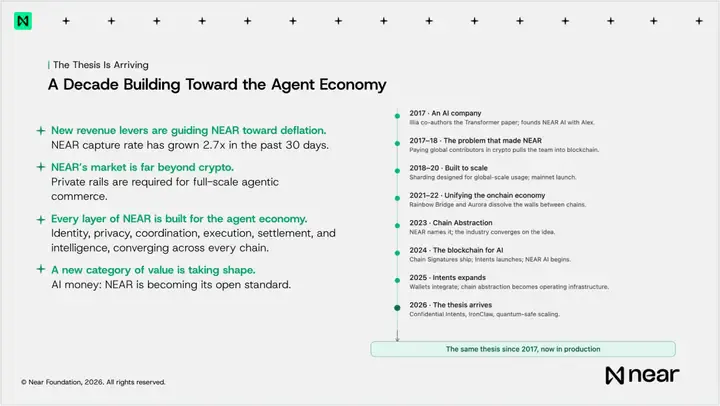 | The Thesis Is Arriving
A Decade Building Toward the Agent Economy
New revenue levers are guiding NEAR toward deflation.
NEAR capture rate has grown 2.7x in the past 30 days.
NEAR's market is far beyond crypto.
Private rails are required for full-scale agentic
commerce.
Every layer of NEAR is built for the agent economy.
Identity, privacy, coordination, execution, settlement, and
intelligence, converging across every chain.
A new category of value is taking shape.
AI money: NEAR is becoming its open standard.
2017 · An AI company
Illia co-authors the Transformer paper; founds NEAR AI with Alex.
2017–18 · The problem that made NEAR
Paying global contributors in crypto pulls the team into blockchain.
2018–20 · Built to scale
Sharding designed for global-scale usage; mainnet launch.
2021–22 · Unifying the onchain economy
Rainbow Bridge and Aurora dissolve the walls between chains.
2023 · Chain Abstraction
NEAR names it; the industry converges on the idea.
2024 · The blockchain for AI
Chain Signatures ship; Intents launches; NEAR AI begins.
2025 · Intents expands
Wallets integrate; chain abstraction becomes operating infrastructure.
2026 · The thesis arrives
Confidential Intents, IronClaw, quantum-safe scaling.
The same thesis since 2017, now in production
© Near Foundation, 2026. All rights reserved.
near